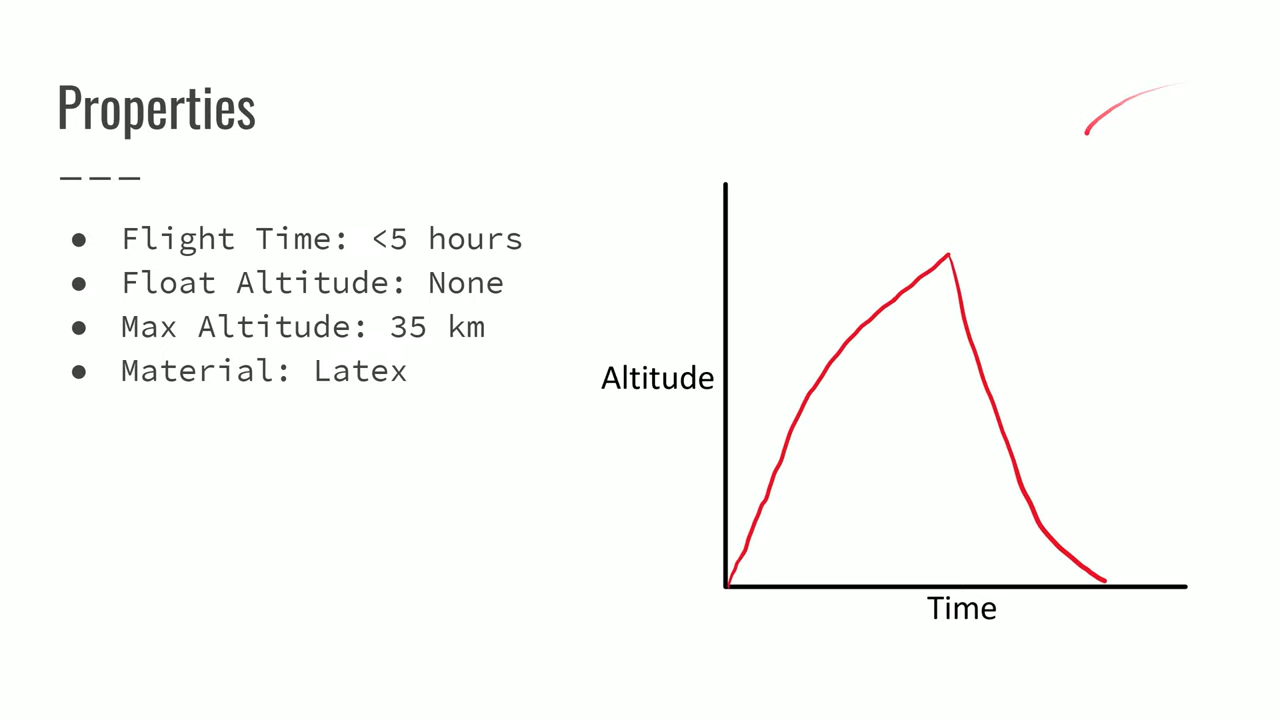 Properties
● Flight Time: <5 hours
● Float Altitude: None
● Max Altitude: 35 km
● Material: Latex
Altitude
Time